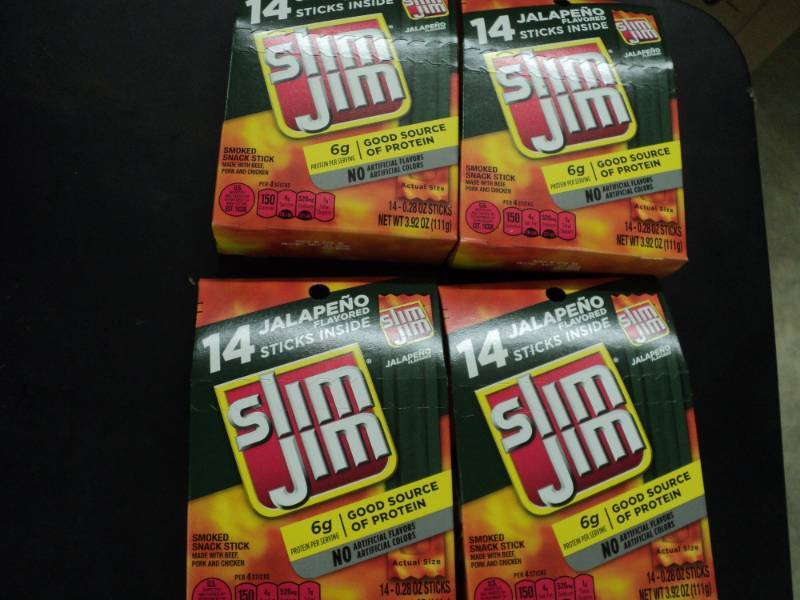 14
STICKS INSIDE
slim
jim
JALAPEÑO
slim
jim
6g
PROTEIN PER SERVING
GOOD SOURCE
OF PROTEIN
NO ARTIFICIAL FLAVORS
ARTIFICIAL COLORS
SMOKED
SNACK STICK
MADE WITH BEEF,
PORK AND CHICKEN
PER 4 STICKS
150
Actual Size
14-0.28 OZ STICKS
NET WT 3.92 OZ (111g)
14 JALAPEÑO
FLAVORED
STICKS INSIDE
slim
jim
JALAPEÑO
slim
jim
6g
PROTEIN PER SERVING
GOOD SOURCE
OF PROTEIN
NO ARTIFICIAL FLAVORS
ARTIFICIAL COLORS
SMOKED
SNACK STICK
MADE WITH BEEF,
PORK AND CHICKEN
PER 4 STICKS
150
Actual Size
14-0.28 OZ STICKS
NET WT 3.92 OZ (111g)
14 JALAPEÑO
FLAVORED
STICKS INSIDE
slim
jim
JALAPEÑO
slim
jim
6g
PROTEIN PER SERVING
GOOD SOURCE
OF PROTEIN
NO ARTIFICIAL FLAVORS
ARTIFICIAL COLORS
SMOKED
SNACK STICK
MADE WITH BEEF,
PORK AND CHICKEN
PER 4 STICKS
150
Actual Size
14-0.28 OZ STICKS
14 JALAPEÑO
FLAVORED
STICKS INSIDE
slim
jim
JALAPEÑO
slim
jim
6g
PROTEIN PER SERVING
GOOD SOURCE
OF PROTEIN
NO ARTIFICIAL FLAVORS
ARTIFICIAL COLORS
SMOKED
SNACK STICK
MADE WITH BEEF,
PORK AND CHICKEN
PER 4 STICKS
150
Actual Size
14-0.28 OZ STICKS
NET WT 3.92 OZ (111g)